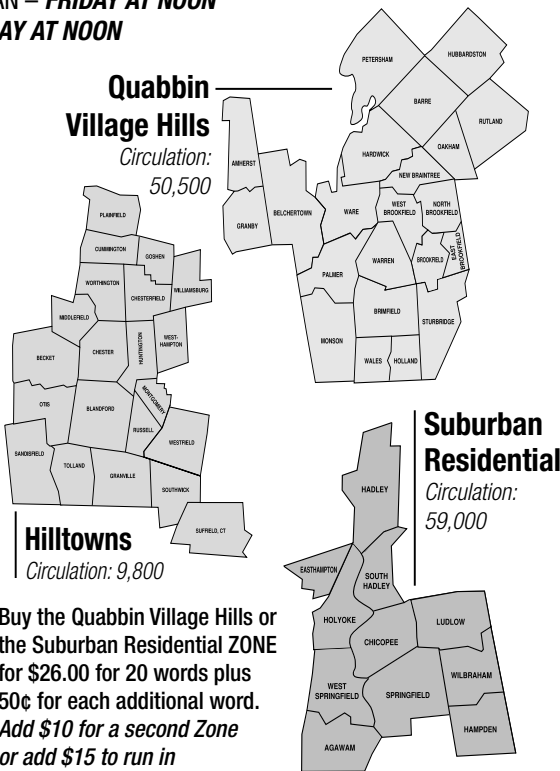 AN – FRIDAY AT NOON
AY AT NOON
Quabbin
Village Hills
Circulation:
50,500
PETERSHAM
HUBBARDSTON
BARRE
RUTLAND
OAKHAM
HARDWICK
NEW BRAINTREE
AMHERST
BELCHERTOWN
GRANBY
WARE
WEST
BROOKFIELD
NORTH
BROOKFIELD
EAST
BROOKFIELD
BROOKFIELD
WARREN
PALMER
BRIMFIELD
STURBRIDGE
MONSON
WALES
HOLLAND
PLAINFIELD
CUMMINGTON
GOSHEN
WORTHINGTON
CHESTERFIELD
WILLIAMSBURG
MIDDLEFIELD
HUNTINGTON
WEST-
HAMPTON
BECKET
CHESTER
MONTGOMERY
OTIS
BLANDFORD
RUSSELL
WESTFIELD
SANDISFIELD
TOLLAND
GRANVILLE
SOUTHWICK
SUFFIELD, CT
Hilltowns
Circulation: 9,800
Suburban
Residential
Circulation:
59,000
HADLEY
EASTHAMPTON
SOUTH
HADLEY
HOLYOKE
CHICOPEE
LUDLOW
WEST
SPRINGFIELD
SPRINGFIELD
WILBRAHAM
AGAWAM
HAMPDEN
Buy the Quabbin Village Hills or
the Suburban Residential ZONE
for $26.00 for 20 words plus
50¢ for each additional word.
Add $10 for a second Zone
or add $15 to run in